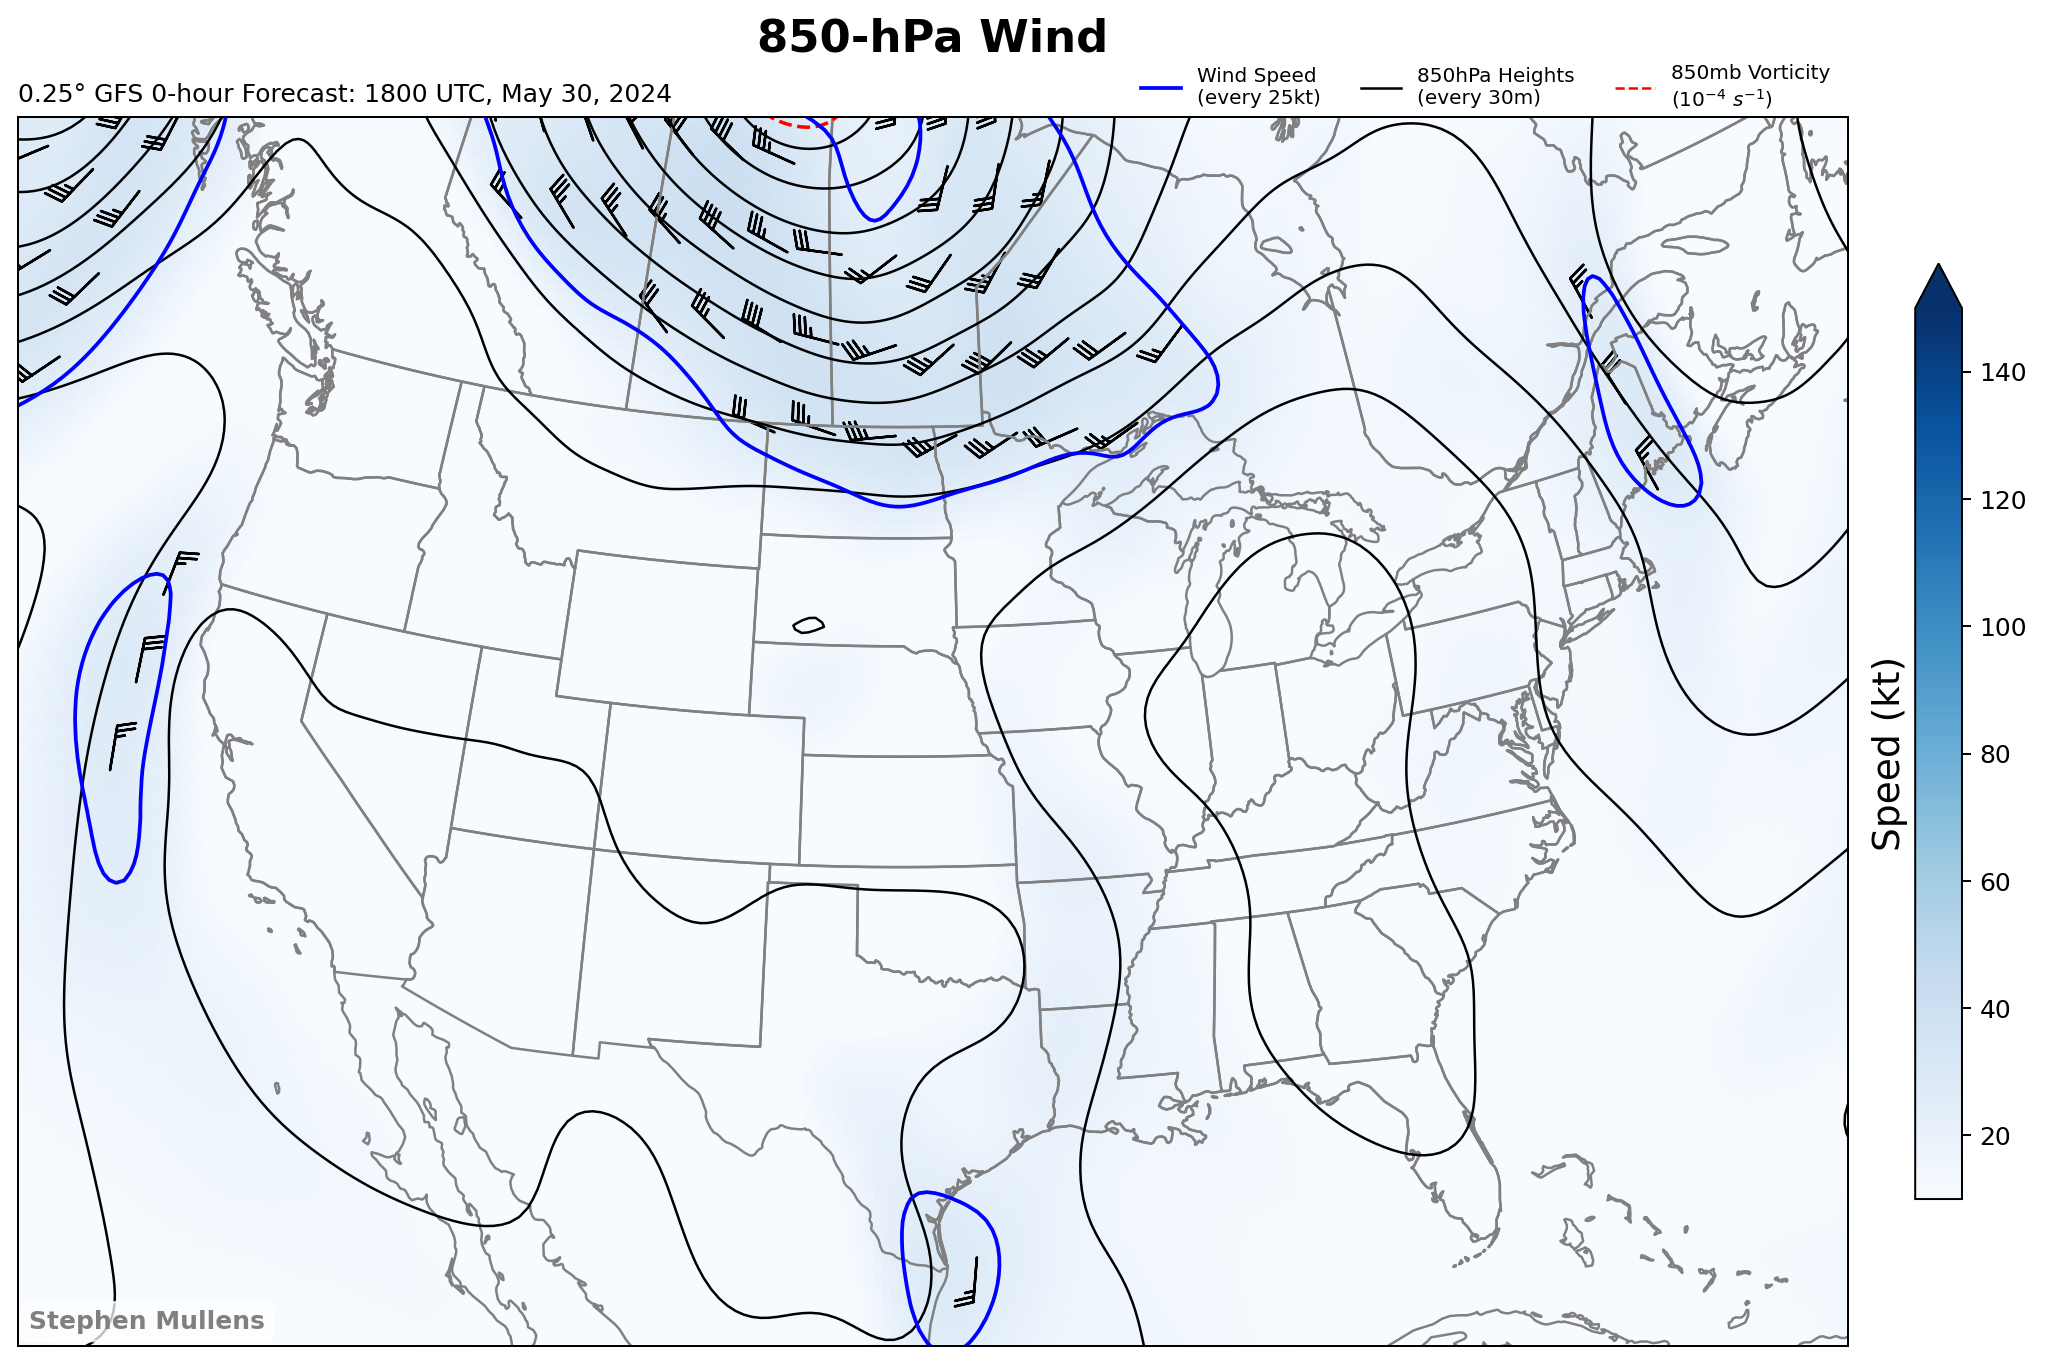 850-hPa Wind
0.25° GFS 0-hour Forecast: 1800 UTC, May 30, 2024
Wind Speed
(every 25kt)
850hPa Heights
(every 30m)
850mb Vorticity
(10⁻⁴ s⁻¹)
140
120
100
80
60
40
20
Speed (kt)
Stephen Mullens